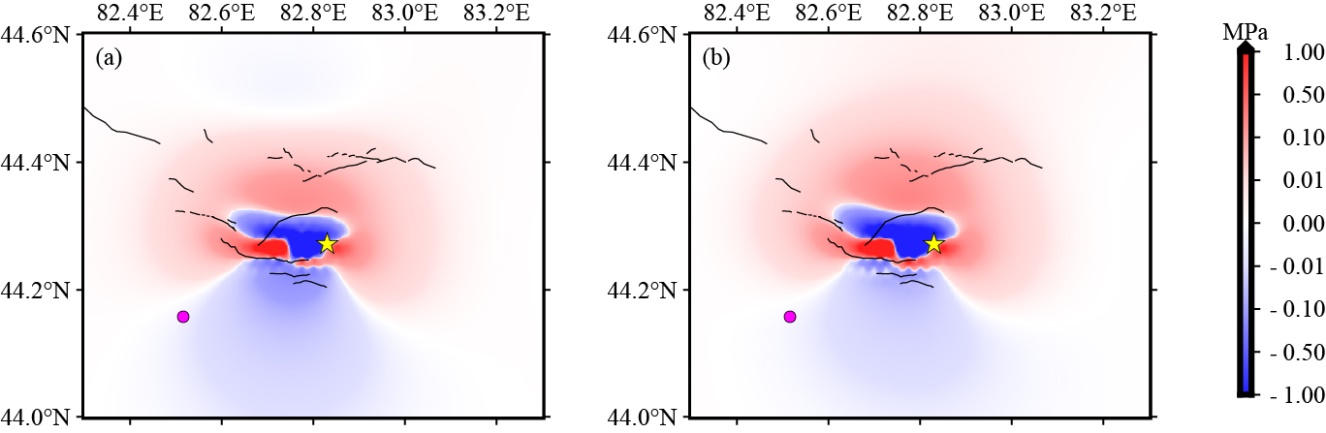 82.4°E 82.6°E 82.8°E 83.0°E 83.2°E
82.4°E 82.6°E 82.8°E 83.0°E 83.2°E
44.6°N
44.4°N
44.2°N
44.0°N
(a)
44.6°N
44.4°N
44.2°N
44.0°N
(b)
MPa
1.00
0.50
0.10
0.01
0.00
- 0.01
- 0.10
- 0.50
- 1.00